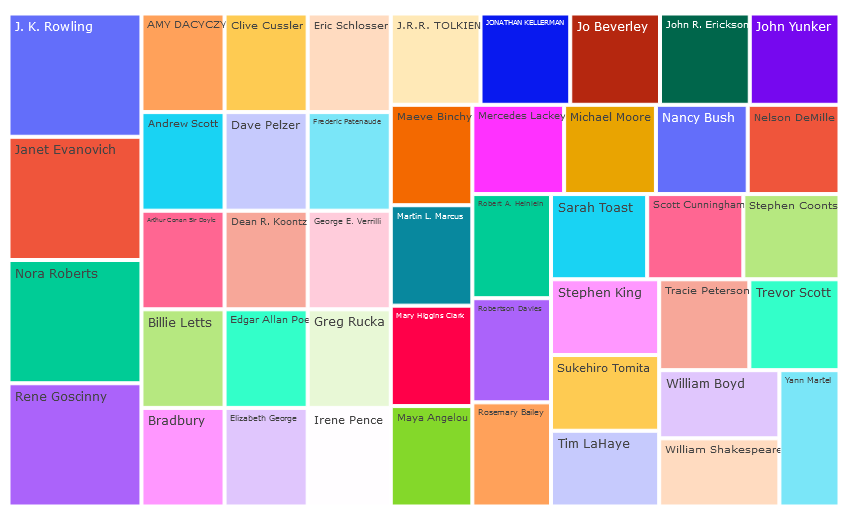 J. K. Rowling
Janet Evanovich
Nora Roberts
Rene Goscinny
AMY DACYCZY
Clive Cussler
Eric Schlosser
Andrew Scott
Dave Pelzer
Frederic Patenaude
Arthur Conan Sir Doyle
Dean R. Koontz
George E. Verrilli
Billie Letts
Edgar Allan Poe
Greg Rucka
Bradbury
Elizabeth George
Irene Pence
J.R.R. TOLKIEN
JONATHAN KELLERMAN
Jo Beverley
John R. Erickson
John Yunker
Maeve Binchy
Mercedes Lackey
Michael Moore
Nancy Bush
Nelson DeMille
Martin L. Marcus
Mary Higgins Clark
Maya Angelou
Robert A. Heinlein
Robertson Davies
Rosemary Bailey
Sarah Toast
Scott Cunningham
Stephen Coonts
Stephen King
Sukehiro Tomita
Tim LaHaye
Tracie Peterson
Trevor Scott
William Boyd
William Shakespeare
Yann Martel